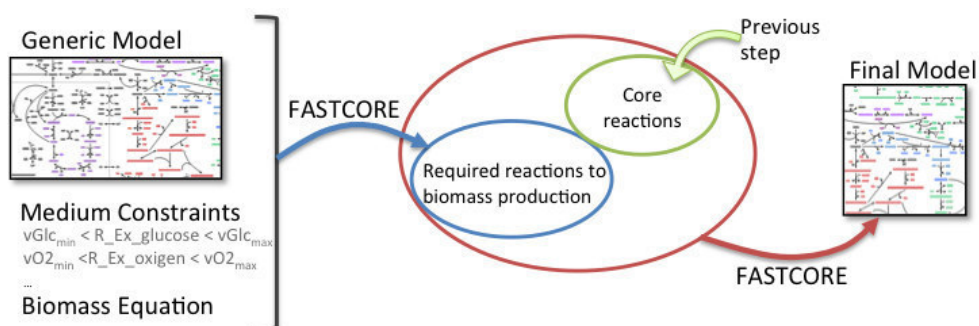 Generic Model
Medium Constraints
vGlcmin < R_Ex_glucose < vGlcmax
vO2min <R_Ex_oxigen < vO2max
...
Biomass Equation
FASTCORE
Required reactions to
biomass production
Core
reactions
Previous
step
FASTCORE
Final Model